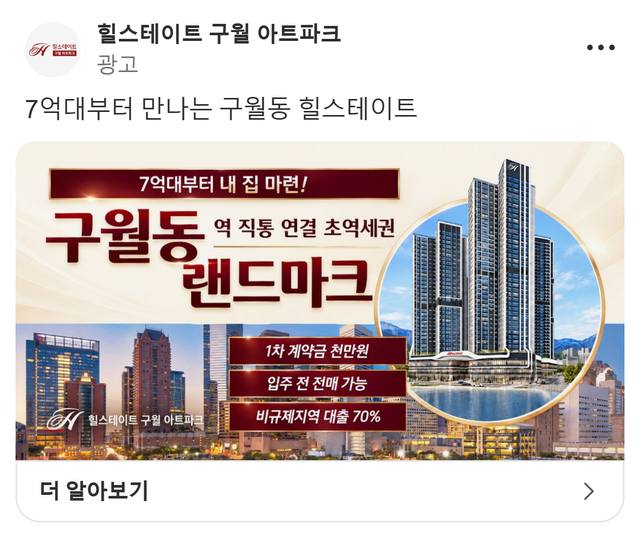 힐스테이트 구월 아트파크
광고
7억대부터 만나는 구월동 힐스테이트
7억대부터 내 집 마련!
구월동 역 직통 연결 초역세권
랜드마크
1차 계약금 천만원
입주 전 전매 가능
비규제지역 대출 70%
H 힐스테이트 구월 아트파크
더 알아보기